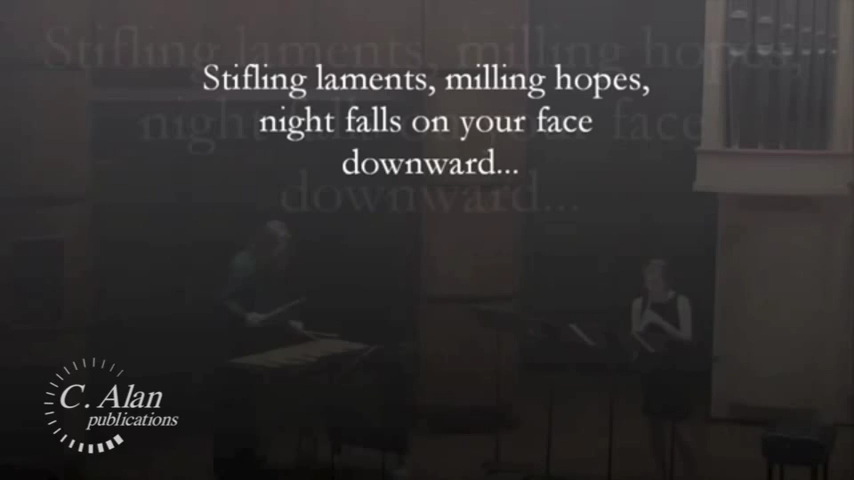 Stifling laments, milling hopes,
night falls on your face
downward...
C. Alan
publications